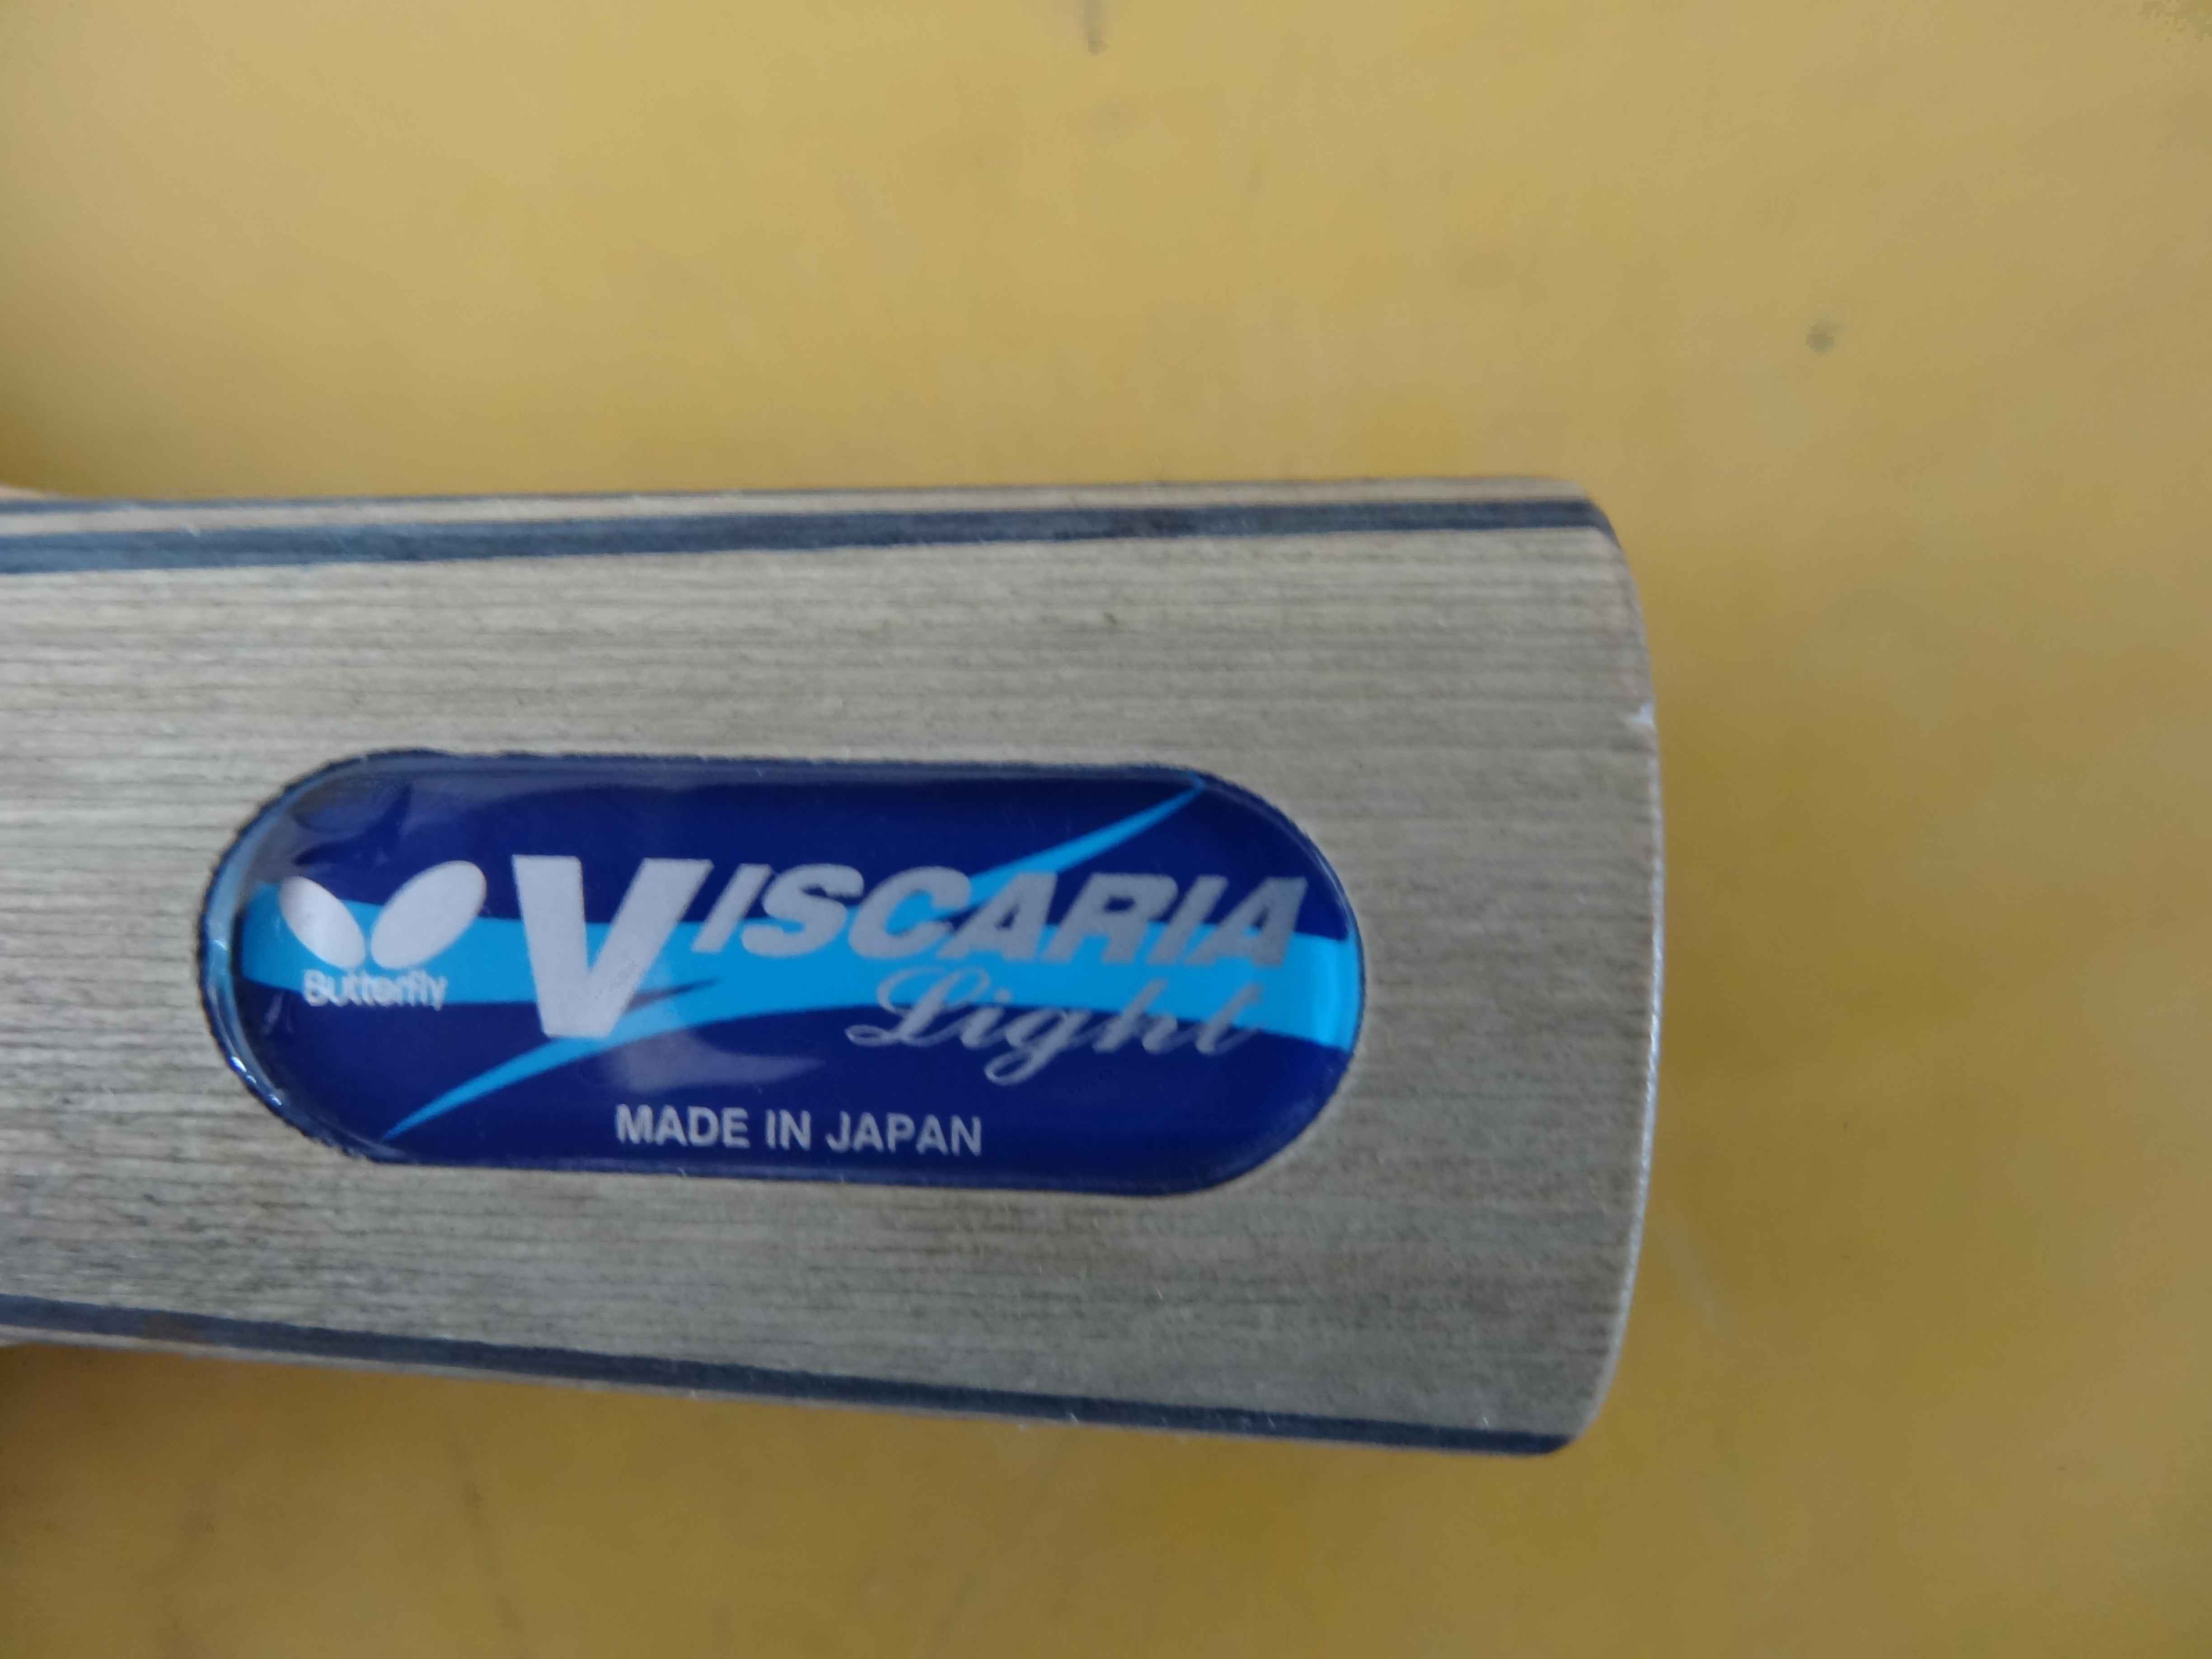 VISCARIA
Butterfly
Light
MADE IN JAPAN